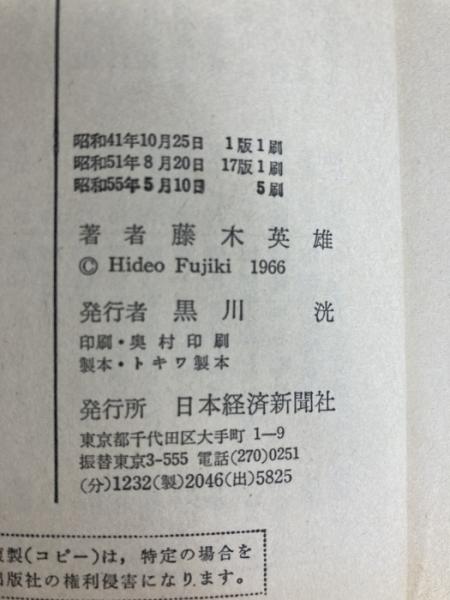 昭和41年10月25日 1版1刷
昭和51年8月20日 17版1刷
昭和55年5月10日 5刷
著者 藤木英雄
© Hideo Fujiki 1966
発行者 黒川 洸
印刷・奥村印刷
製本・トキワ製本
発行所 日本経済新聞社
東京都千代田区大手町 1―9
振替東京3-555 電話(270)0251
(分)1232(製)2046(出)5825
製(コピー)は，特定の場合を
出版社の権利侵害になります。